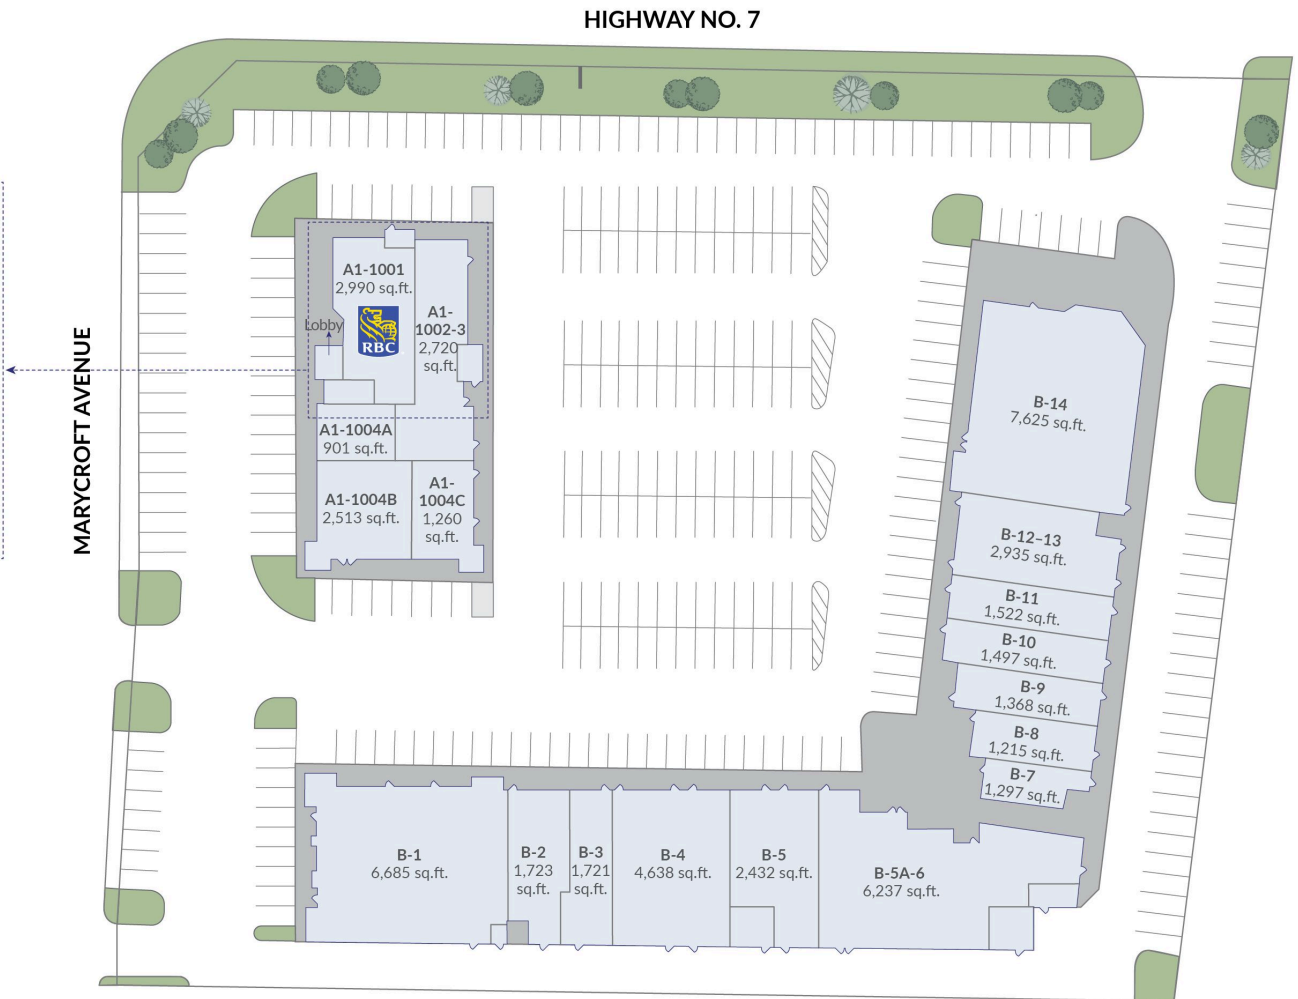 HIGHWAY NO. 7
MARYCROFT AVENUE
A1-1001
2,990 sq.ft.
Lobby
RBC
A1-
1002-3
2,720
sq.ft.
A1-1004A
901 sq.ft.
A1-1004B
2,513 sq.ft.
A1-
1004C
1,260
sq.ft.
B-14
7,625 sq.ft.
B-12–13
2,935 sq.ft.
B-11
1,522 sq.ft.
B-10
1,497 sq.ft.
B-9
1,368 sq.ft.
B-8
1,215 sq.ft.
B-7
1,297 sq.ft.
B-1
6,685 sq.ft.
B-2
1,723
sq.ft.
B-3
1,721
sq.ft.
B-4
4,638 sq.ft.
B-5
2,432 sq.ft.
B-5A-6
6,237 sq.ft.